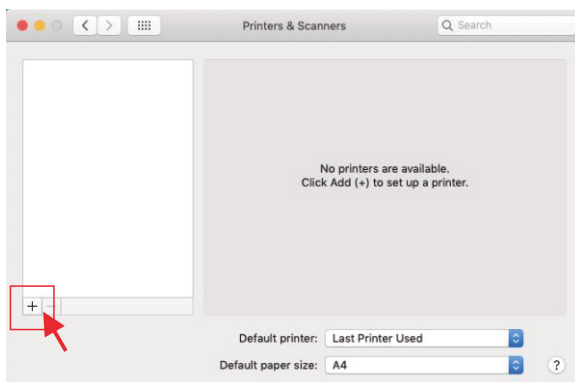 Printers & Scanners
Search
No printers are available.
Click Add (+) to set up a printer.
+ −
Default printer: Last Printer Used
Default paper size: A4
?